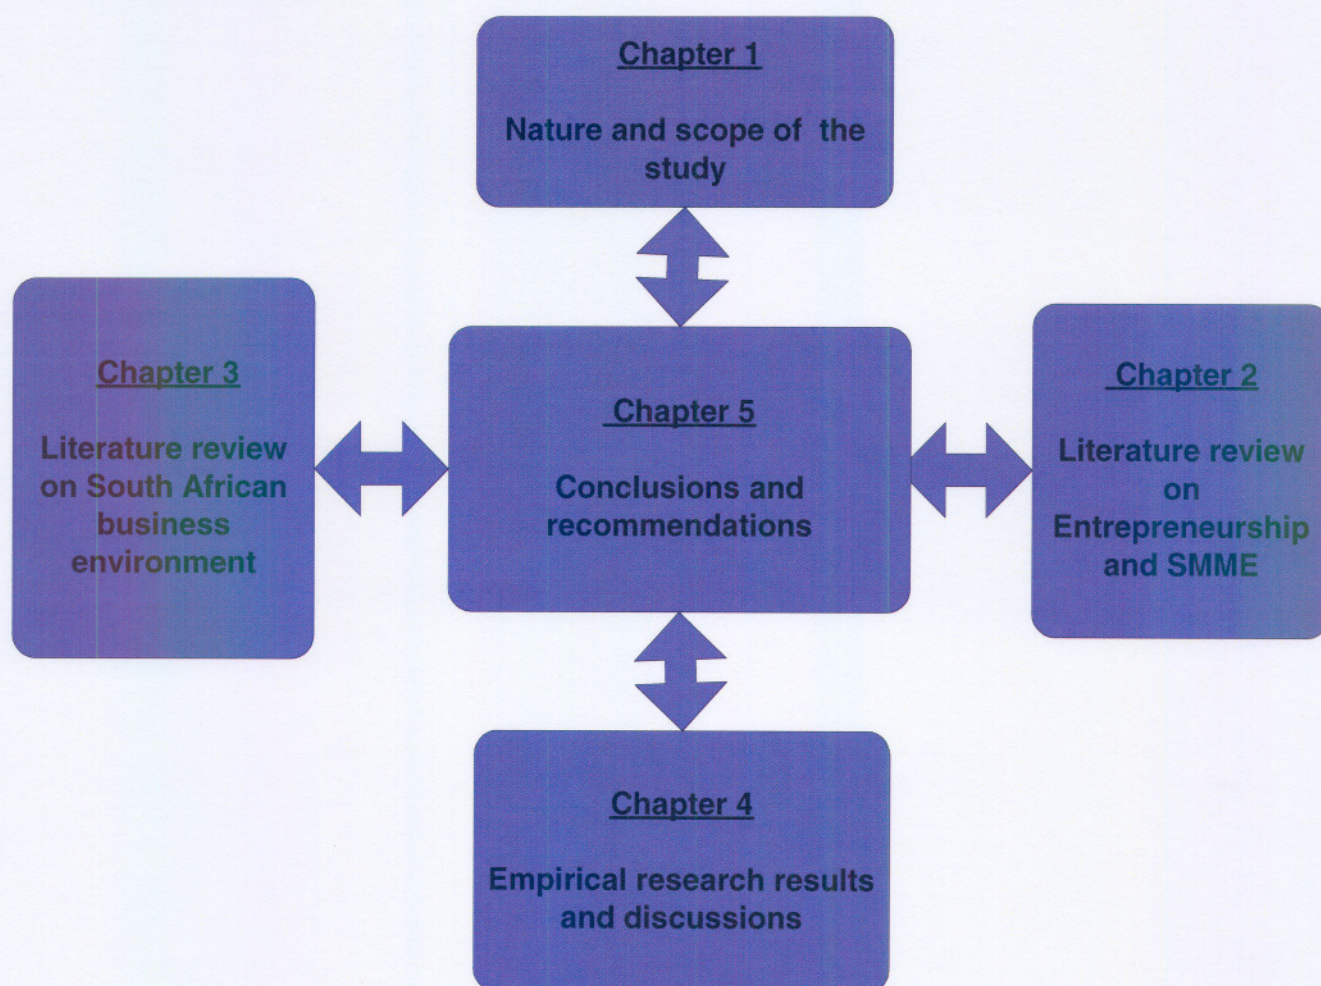 Chapter 1
Nature and scope of the
study
Chapter 3
Literature review
on South African
business
environment
Chapter 5
Conclusions and
recommendations
Chapter 2
Literature review
on
Entrepreneurship
and SMME
Chapter 4
Empirical research results
and discussions